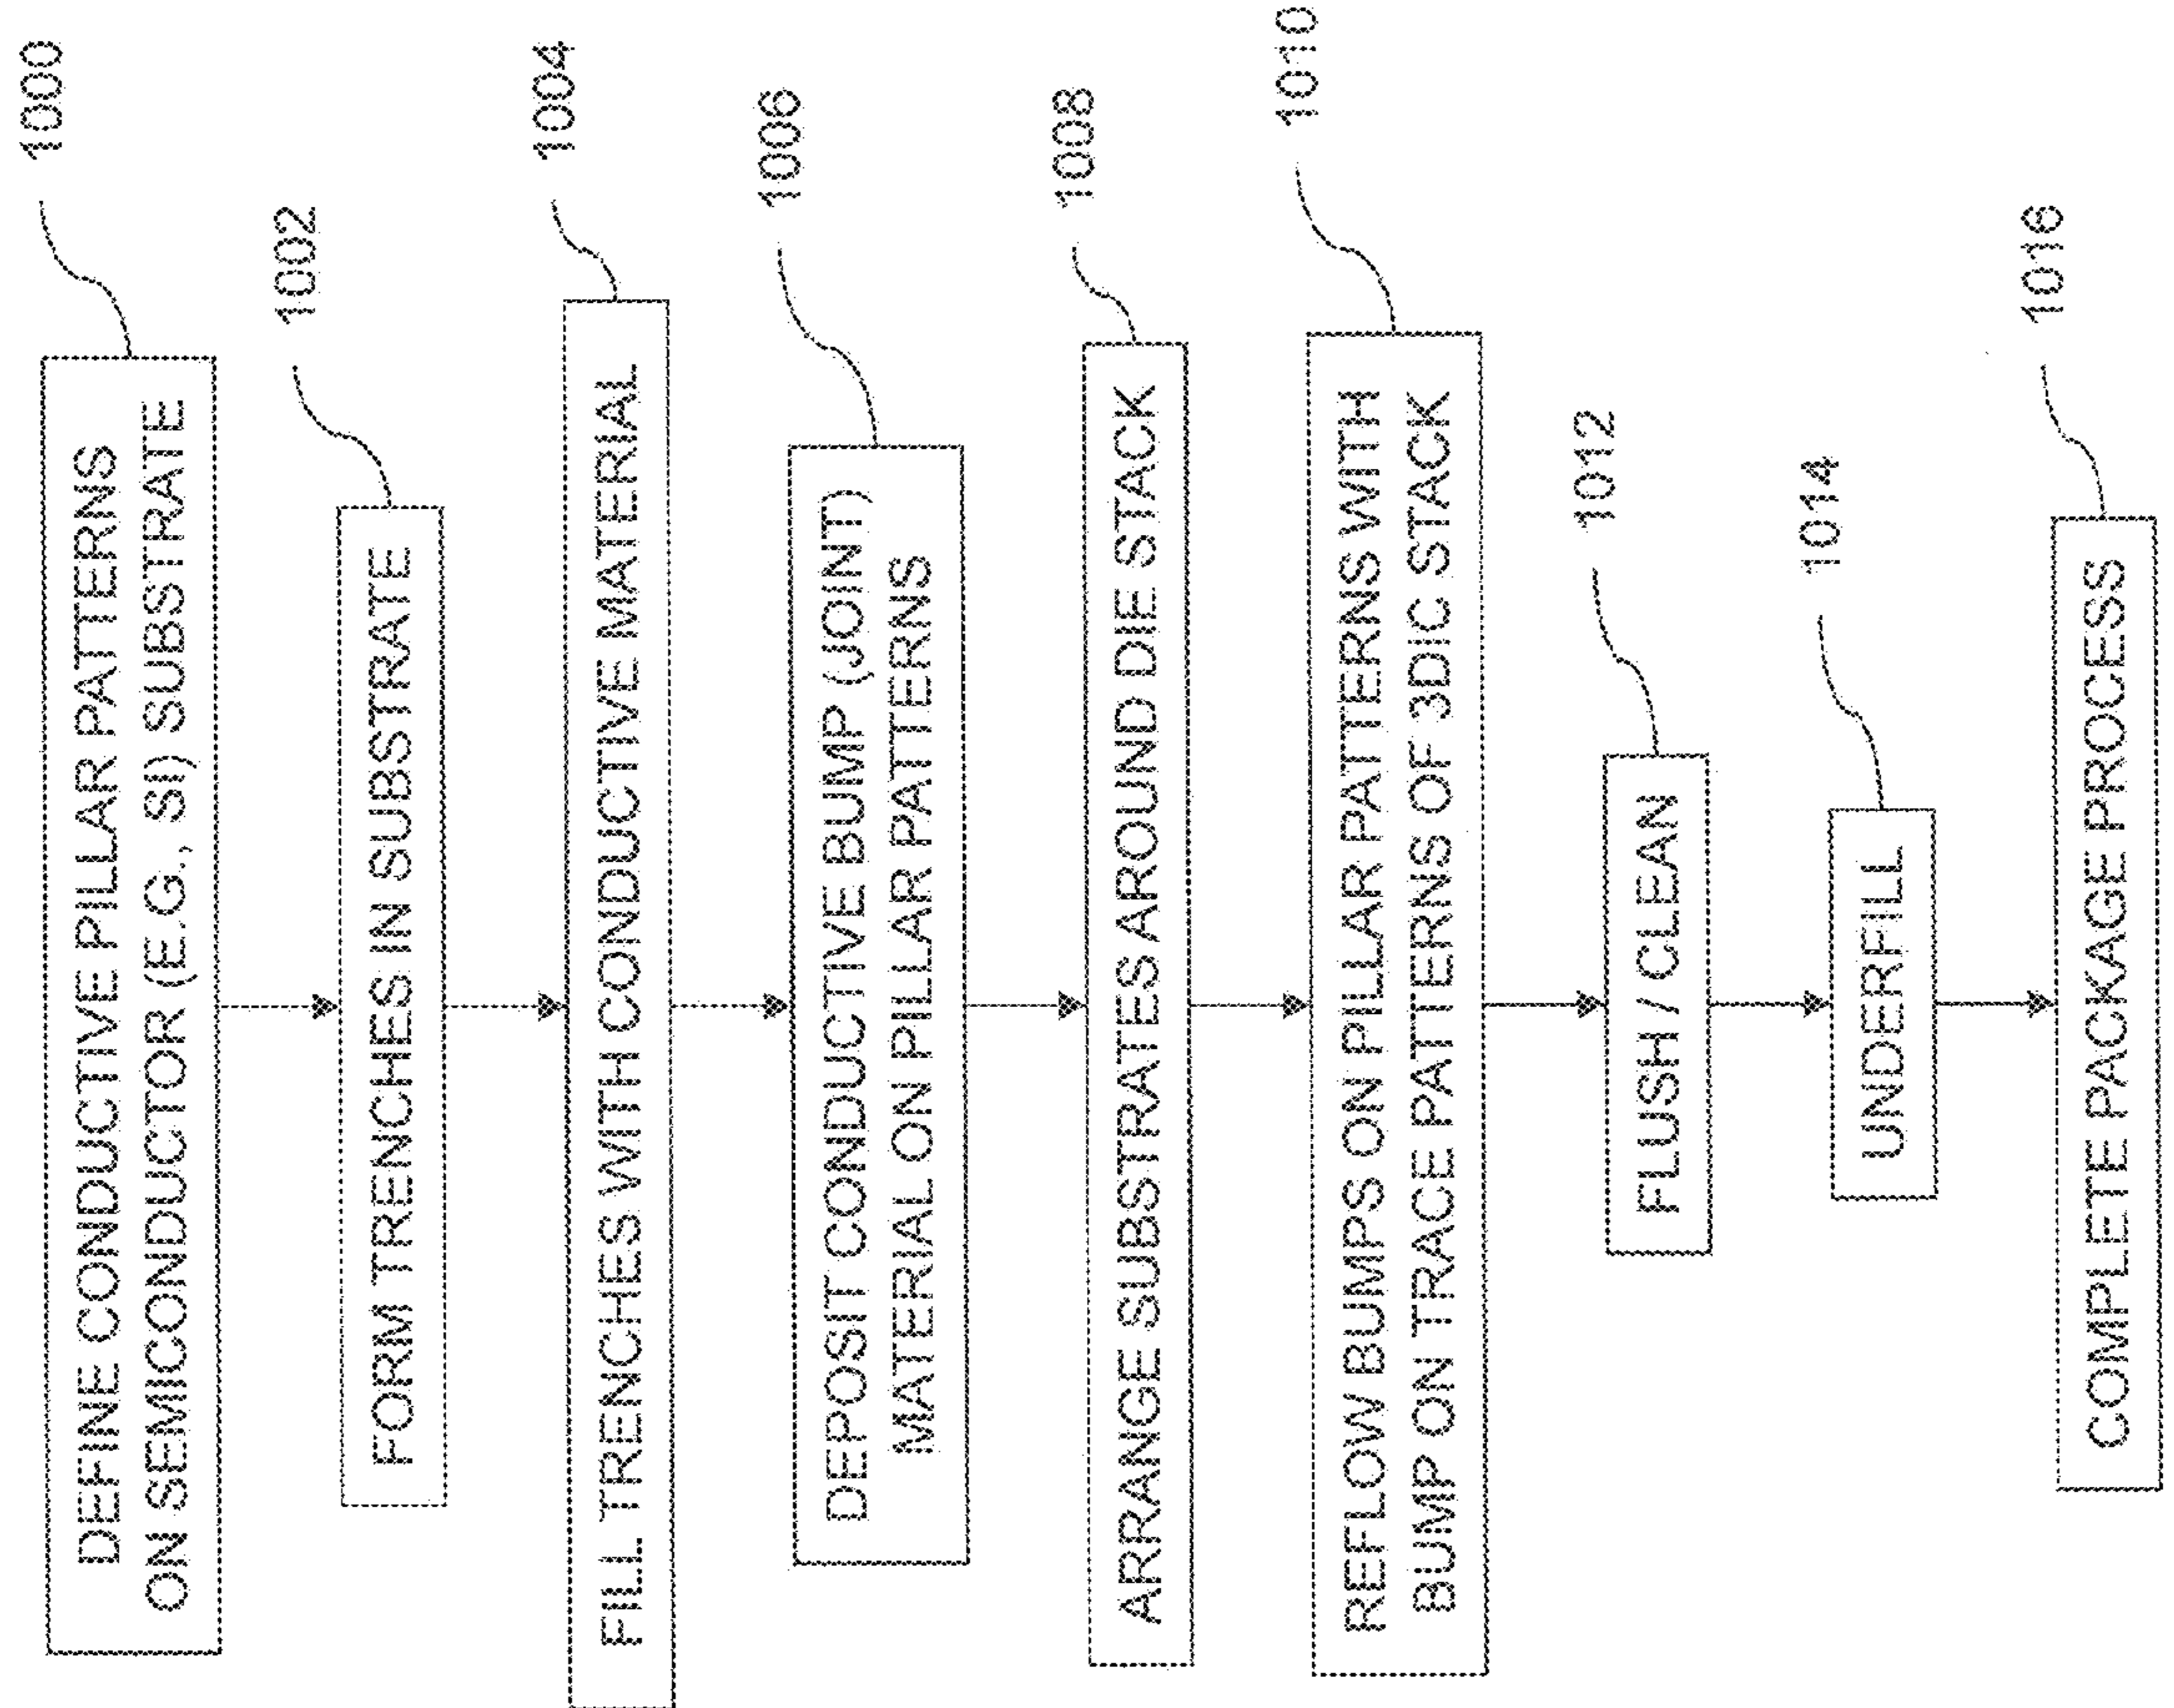 DEFINE CONDUCTIVE PILLAR PATTERNS
ON SEMICONDUCTOR (E.G., SI) SUBSTRATE
1000
FORM TRENCHES IN SUBSTRATE
1002
FILL TRENCHES WITH CONDUCTIVE MATERIAL
1004
DEPOSIT CONDUCTIVE BUMP (JOINT)
MATERIAL ON PILLAR PATTERNS
1006
ARRANGE SUBSTRATES AROUND DIE STACK
1008
REFLOW BUMPS ON PILLAR PATTERNS WITH
BUMP ON TRACE PATTERNS OF 3DIC STACK
1010
FLUSH / CLEAN
1012
UNDERFILL
1014
COMPLETE PACKAGE PROCESS
1016